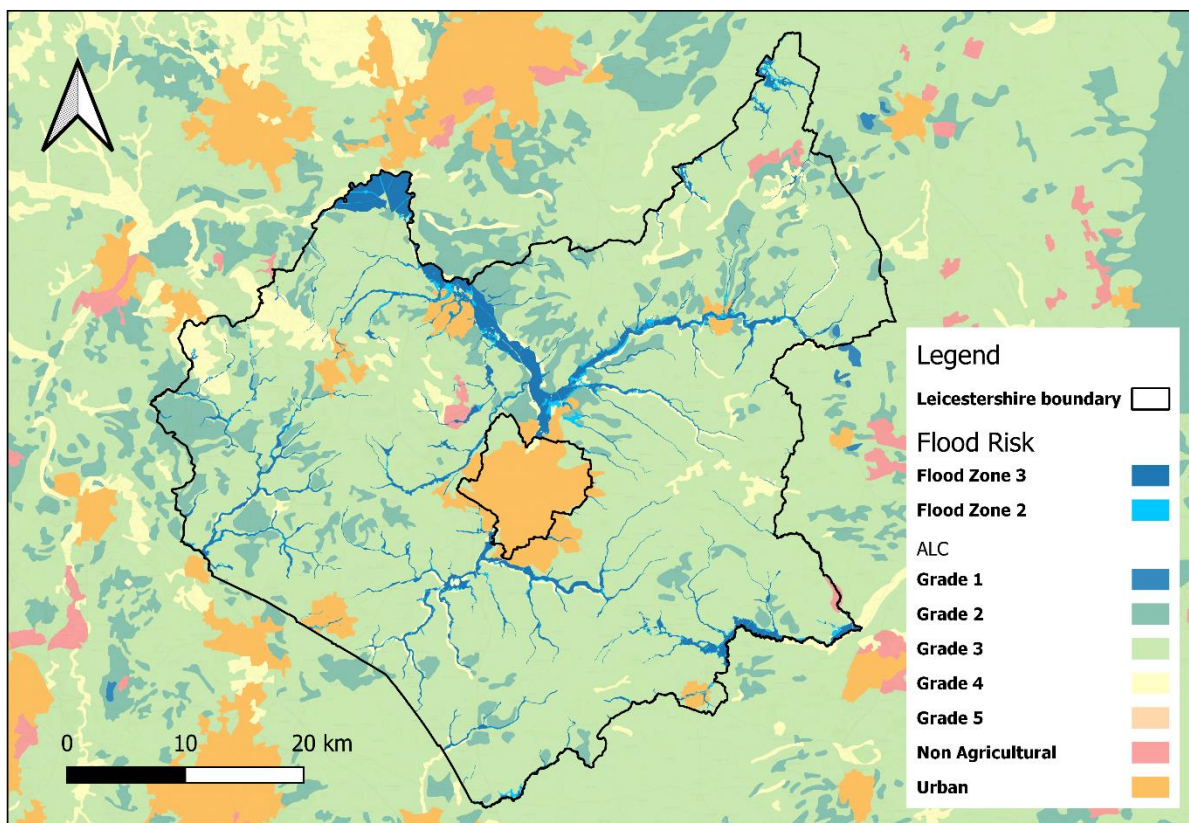 Legend
Leicestershire boundary
Flood Risk
Flood Zone 3
Flood Zone 2
ALC
Grade 1
Grade 2
Grade 3
Grade 4
Grade 5
Non Agricultural
Urban
0 10 20 km